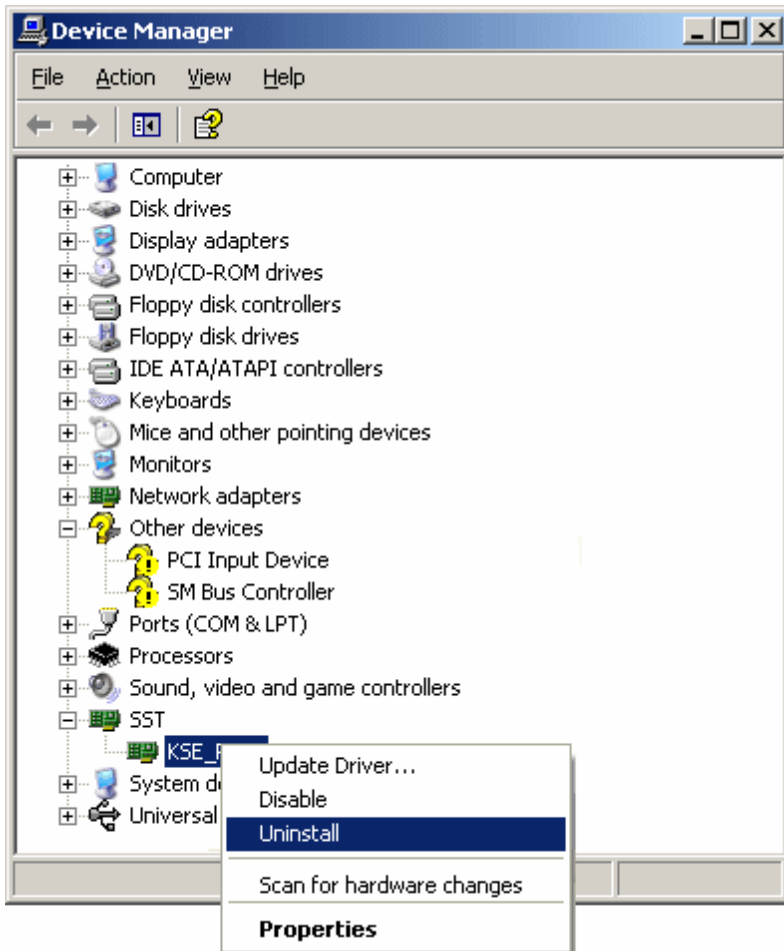 Device Manager
File Action View Help
Computer
Disk drives
Display adapters
DVD/CD-ROM drives
Floppy disk controllers
Floppy disk drives
IDE ATA/ATAPI controllers
Keyboards
Mice and other pointing devices
Monitors
Network adapters
Other devices
PCI Input Device
SM Bus Controller
Ports (COM & LPT)
Processors
Sound, video and game controllers
SST
System
Universal
Update Driver...
Disable
Uninstall
Scan for hardware changes
Properties